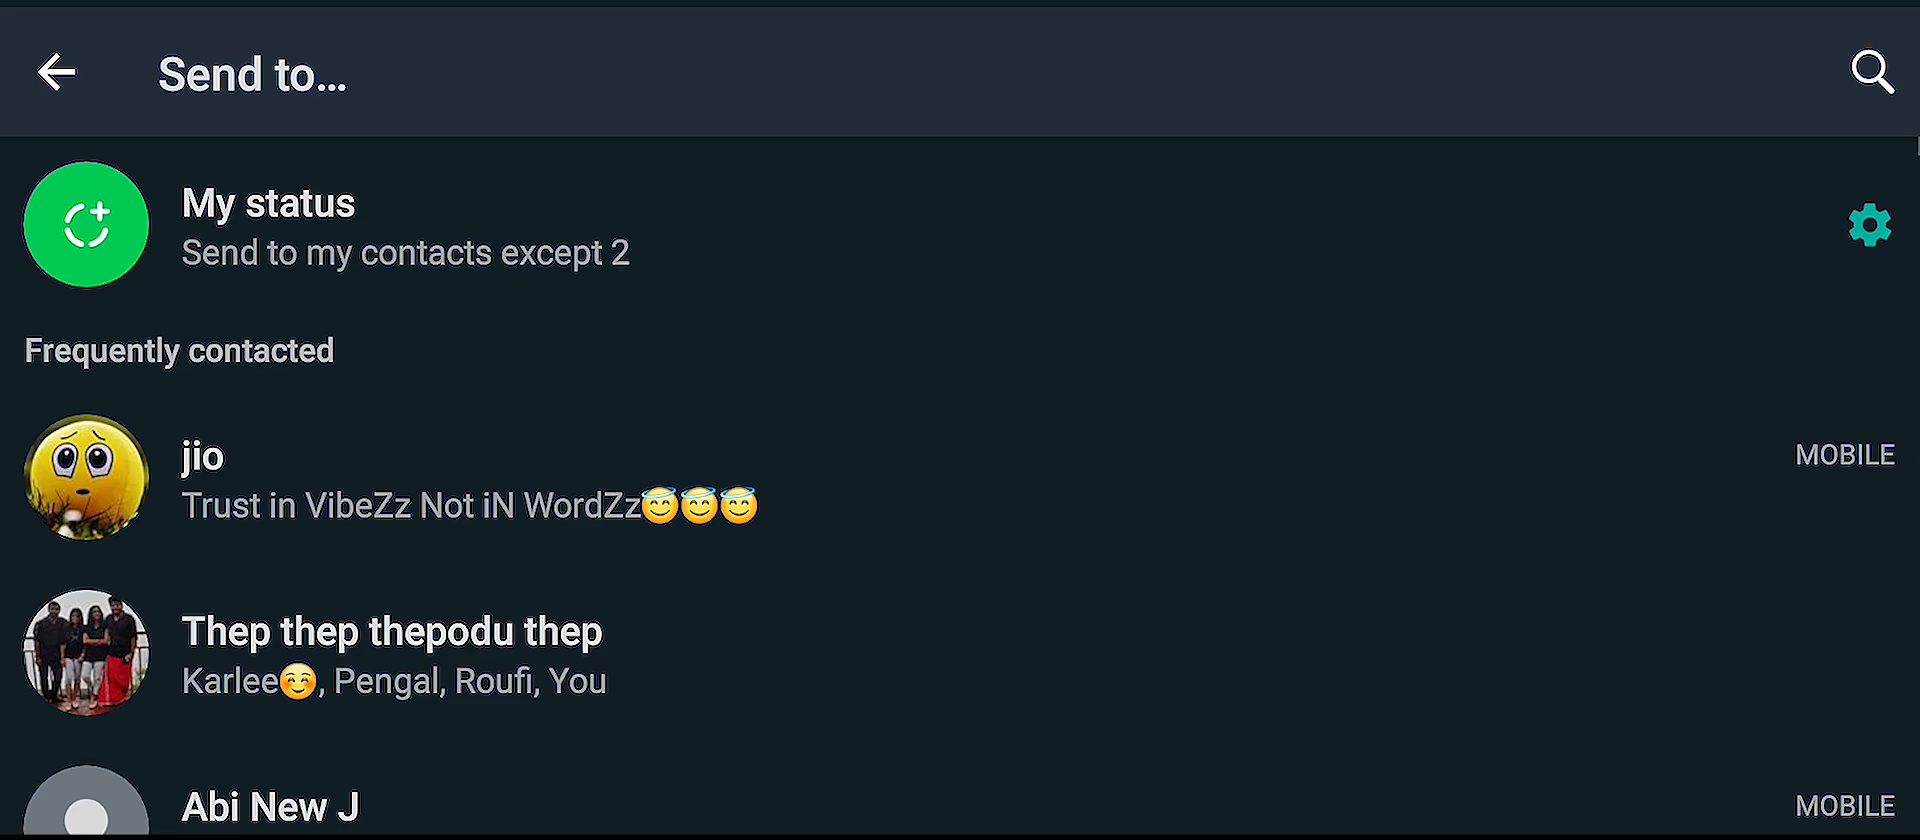 Send to...
My status
Send to my contacts except 2
Frequently contacted
jio
MOBILE
Trust in VibeZz Not iN WordZz😇😇😇
Thep thep thepodu thep
Karlee☺️, Pengal, Roufi, You
Abi New J
MOBILE